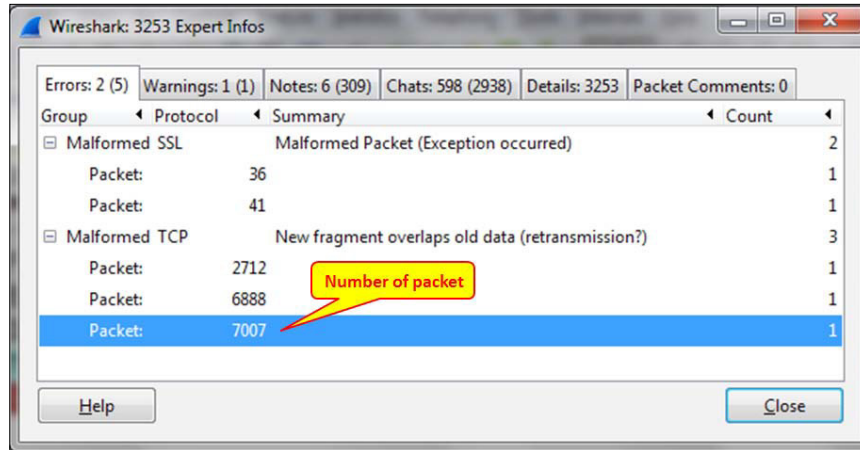 Wireshark: 3253 Expert Infos
Errors: 2 (5) Warnings: 1 (1) Notes: 6 (309) Chats: 598 (2938) Details: 3253 Packet Comments: 0
Group Protocol Summary Count
Malformed SSL Malformed Packet (Exception occurred) 2
Packet: 36 1
Packet: 41 1
Malformed TCP New fragment overlaps old data (retransmission?) 3
Packet: 2712 1
Number of packet
Packet: 6888 1
Packet: 7007 1
Help Close